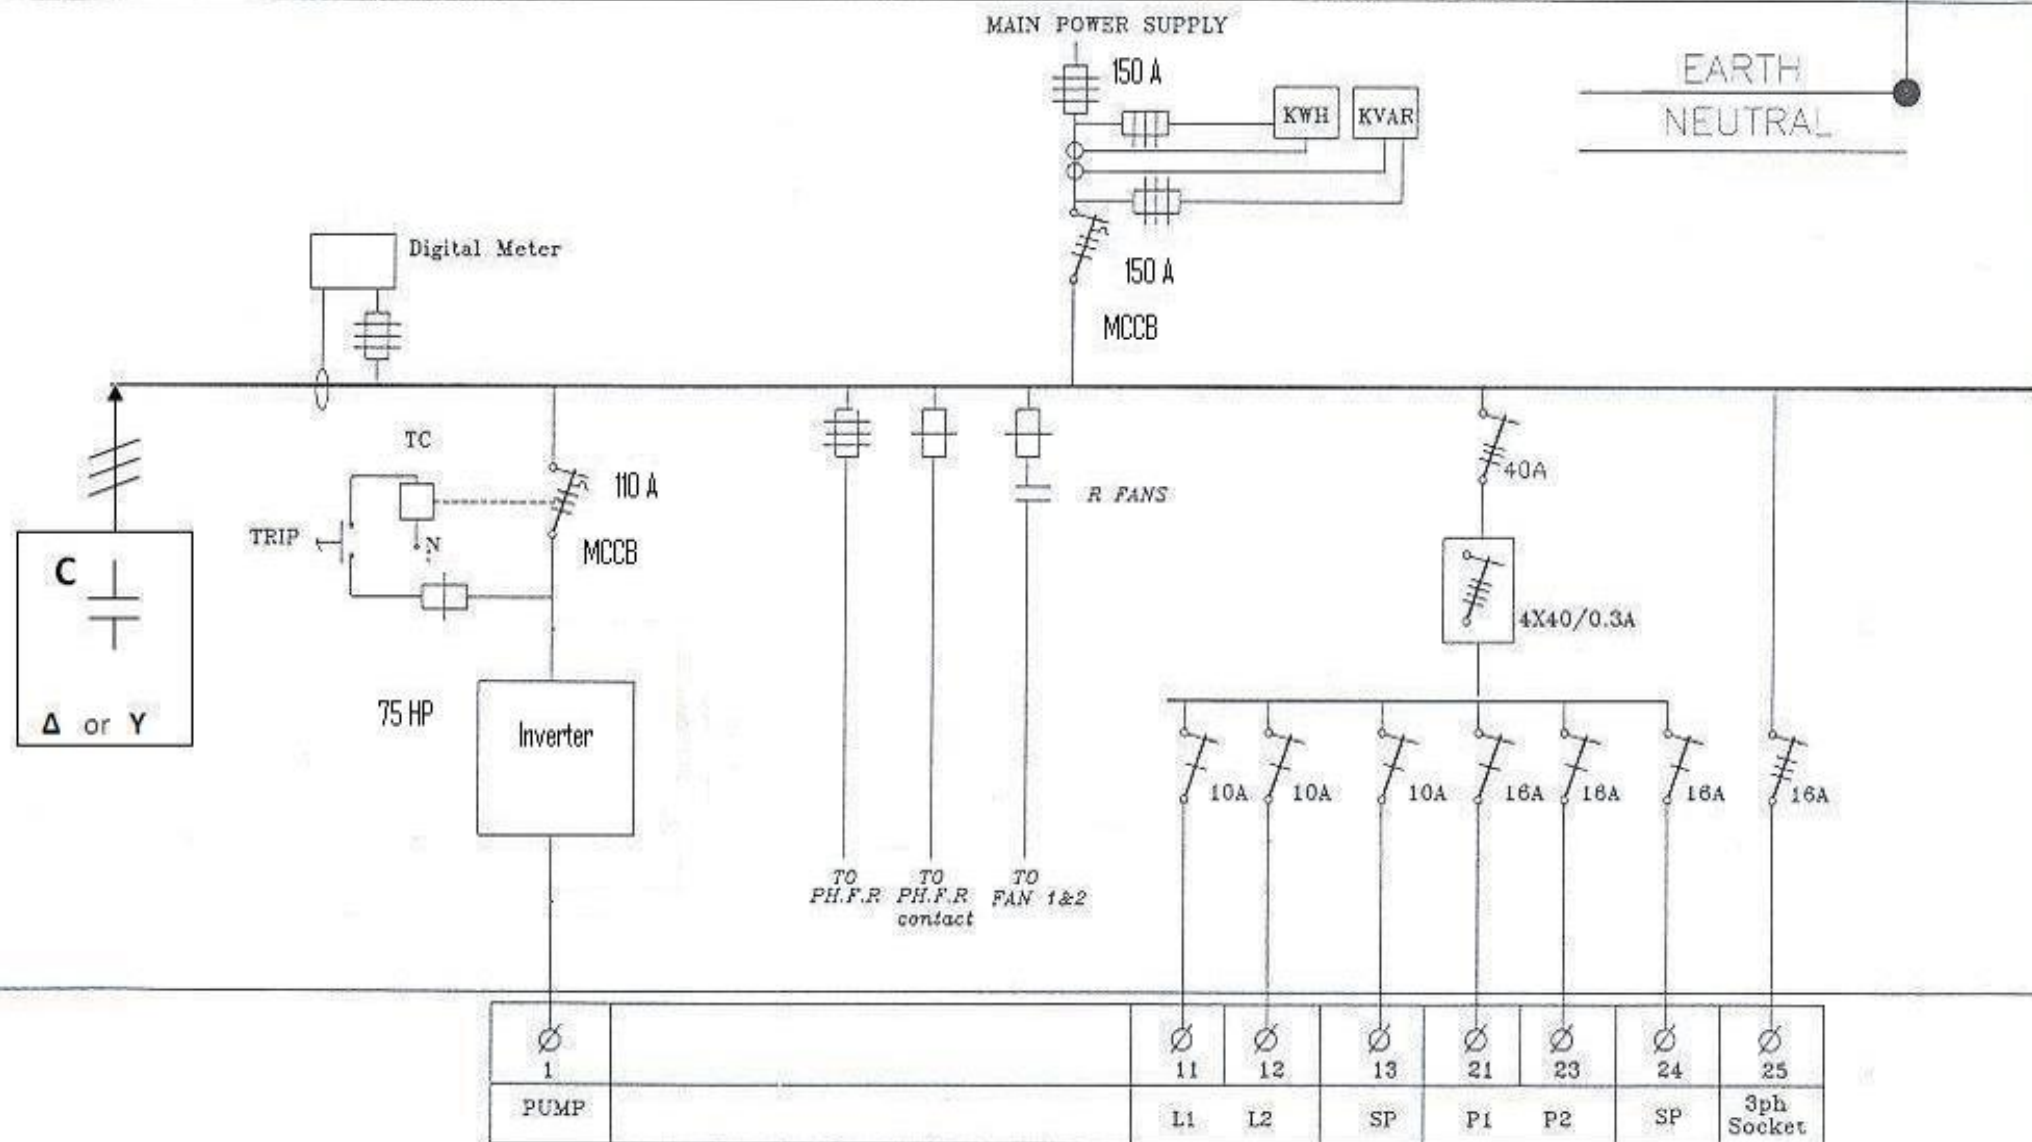 MAIN POWER SUPPLY
150 A
KWH
KVAR
EARTH
NEUTRAL
Digital Meter
150 A
MCCB
TC
110 A
R FANS
40A
TRIP
N
MCCB
C
4X40/0.3A
75 HP
Inverter
Δ or Y
10A
10A
10A
16A
16A
16A
16A
TO
PH.F.R
TO
PH.F.R
contact
TO
FAN 1&2
1
11
12
13
21
23
24
25
PUMP
L1
L2
SP
P1
P2
SP
3ph
Socket